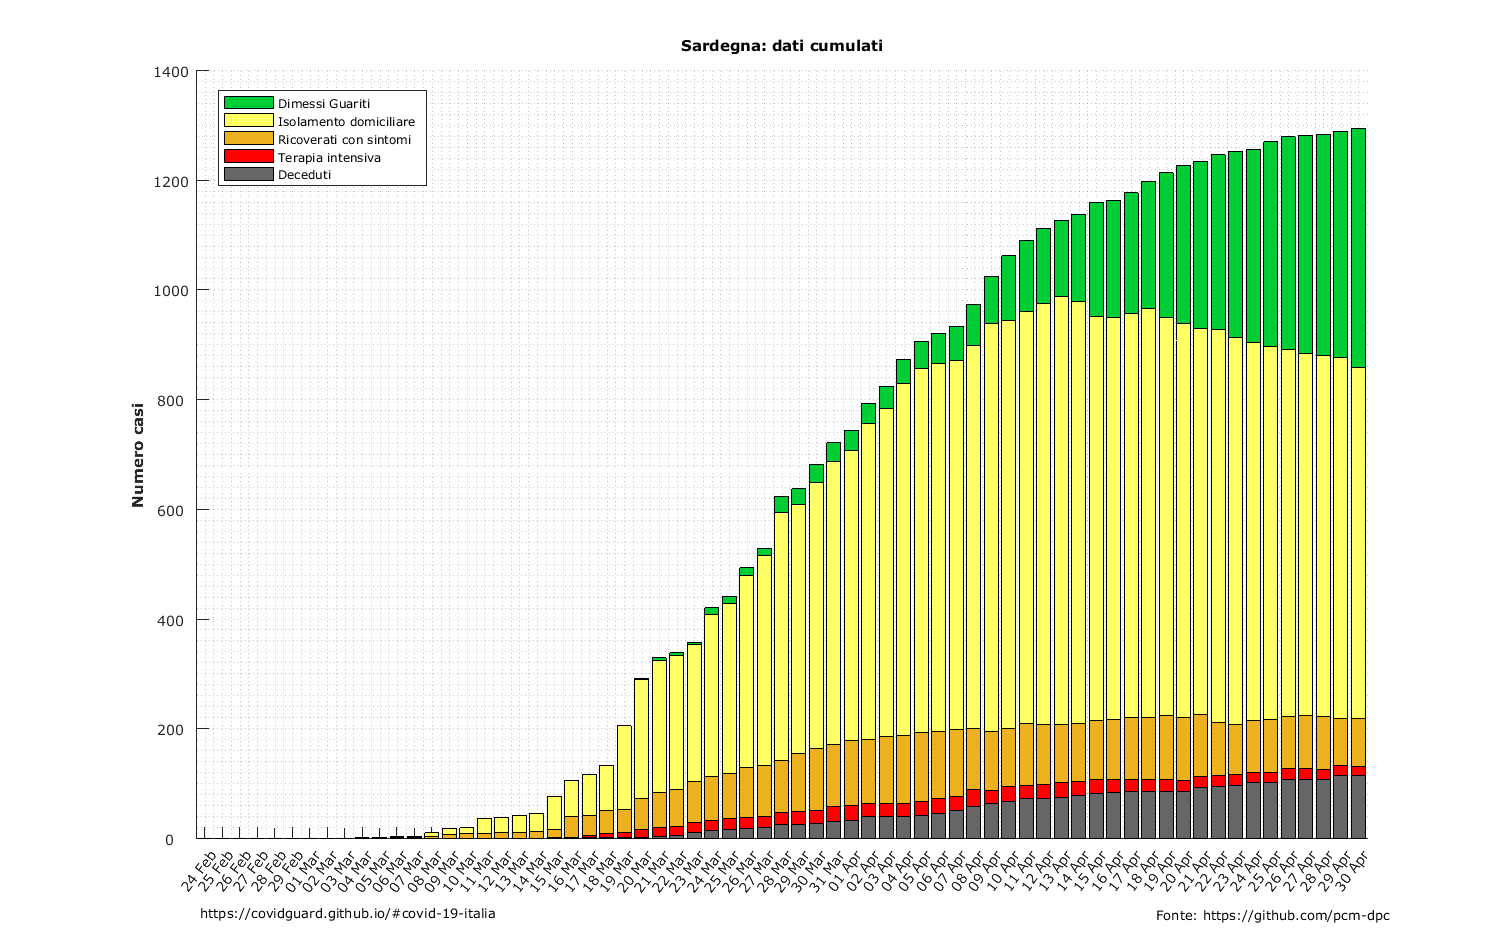 Sardegna: dati cumulati
1400
1200
1000
800
600
400
200
0
Numero casi
Dimessi Guariti
Isolamento domiciliare
Ricoverati con sintomi
Terapia intensiva
Deceduti
24 Feb
25 Feb
26 Feb
27 Feb
28 Feb
29 Feb
01 Mar
02 Mar
03 Mar
04 Mar
05 Mar
06 Mar
07 Mar
08 Mar
09 Mar
10 Mar
11 Mar
12 Mar
13 Mar
14 Mar
15 Mar
16 Mar
17 Mar
18 Mar
19 Mar
20 Mar
21 Mar
22 Mar
23 Mar
24 Mar
25 Mar
26 Mar
27 Mar
28 Mar
29 Mar
30 Mar
31 Mar
01 Apr
02 Apr
03 Apr
04 Apr
05 Apr
06 Apr
07 Apr
08 Apr
09 Apr
10 Apr
11 Apr
12 Apr
13 Apr
14 Apr
15 Apr
16 Apr
17 Apr
18 Apr
19 Apr
20 Apr
21 Apr
22 Apr
23 Apr
24 Apr
25 Apr
26 Apr
27 Apr
28 Apr
29 Apr
30 Apr
https://covidguard.github.io/#covid-19-italia
Fonte: https://github.com/pcm-dpc